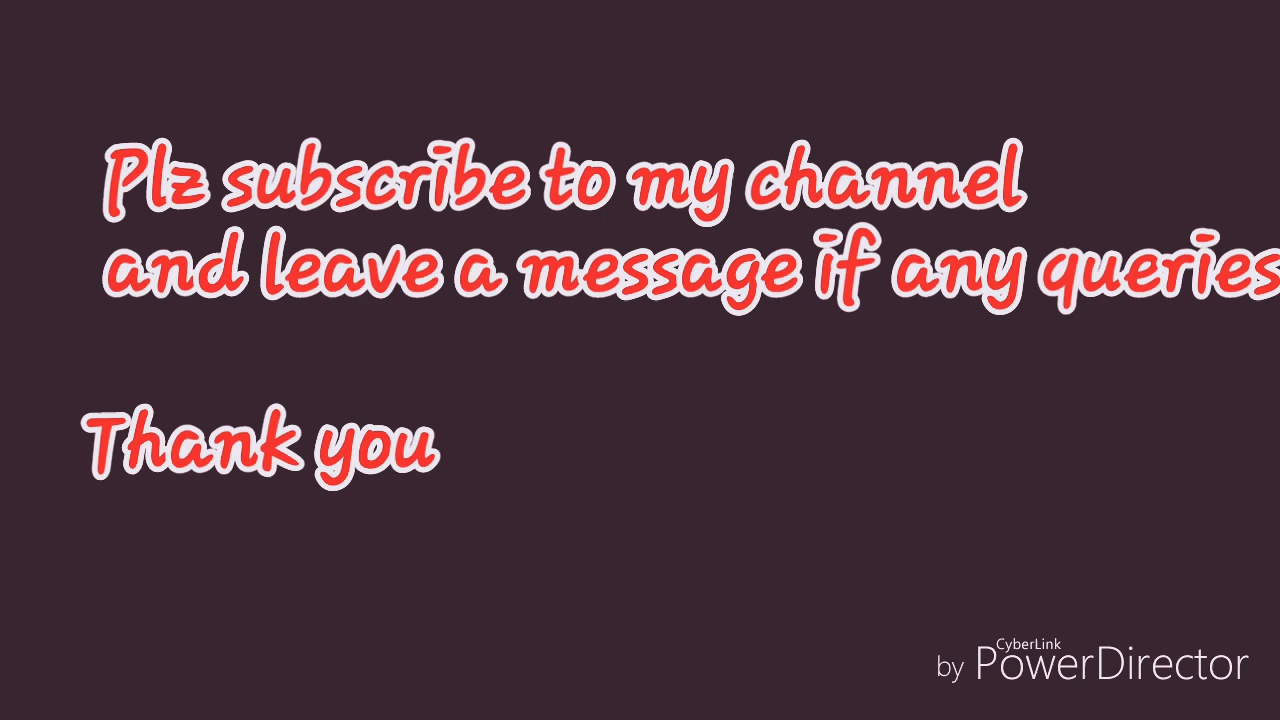 Plz subscribe to my channel
and leave a message if any queries
Thank you
CyberLink
by PowerDirector